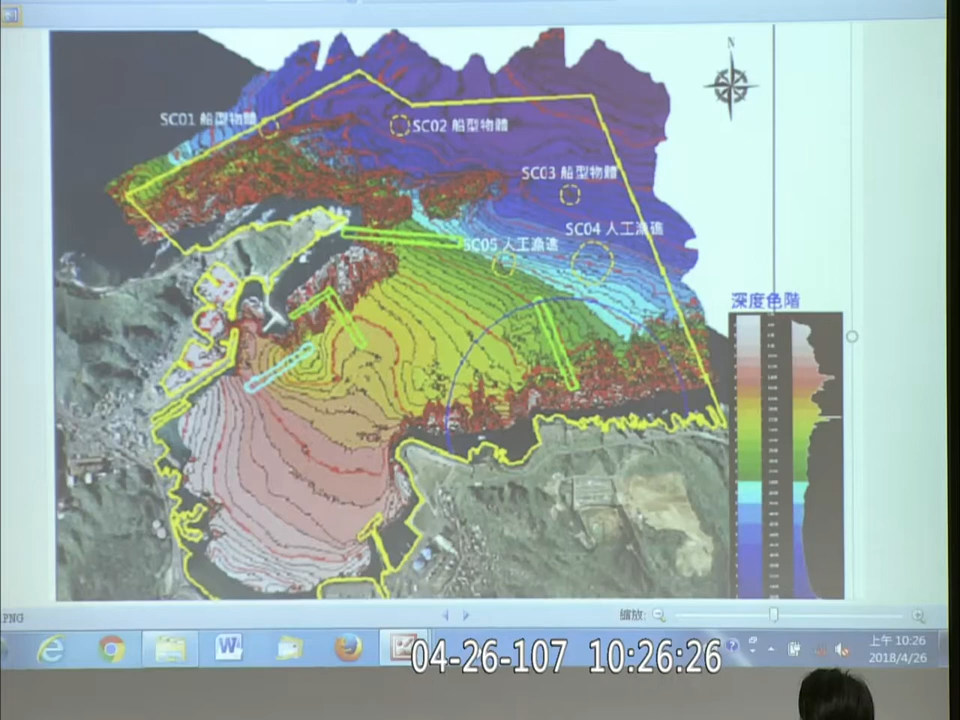 N
SC01 船型物體
SC02 船型物體
SC03 船型物體
SC04 人工漁礁
SC05 人工漁礁
深度色階
.PNG
縮放:
上午 10:26
2018/4/26
04-26-107 10:26:26